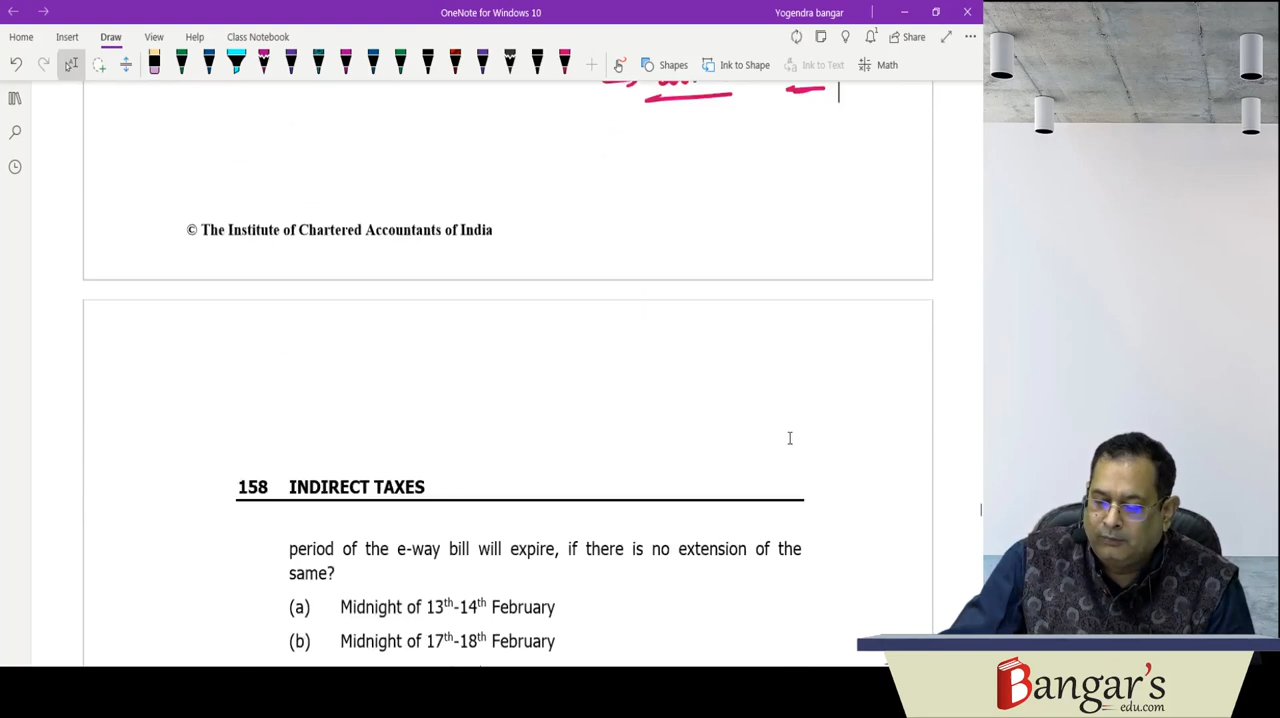 OneNote for Windows 10
Yogendra bangar
Home Insert Draw View Help Class Notebook
Share
Shapes Ink to Shape Ink to Text Math
© The Institute of Chartered Accountants of India
158 INDIRECT TAXES
period of the e-way bill will expire, if there is no extension of the
same?
(a) Midnight of 13th-14th February
(b) Midnight of 17th-18th February
Bangar's
edu.com